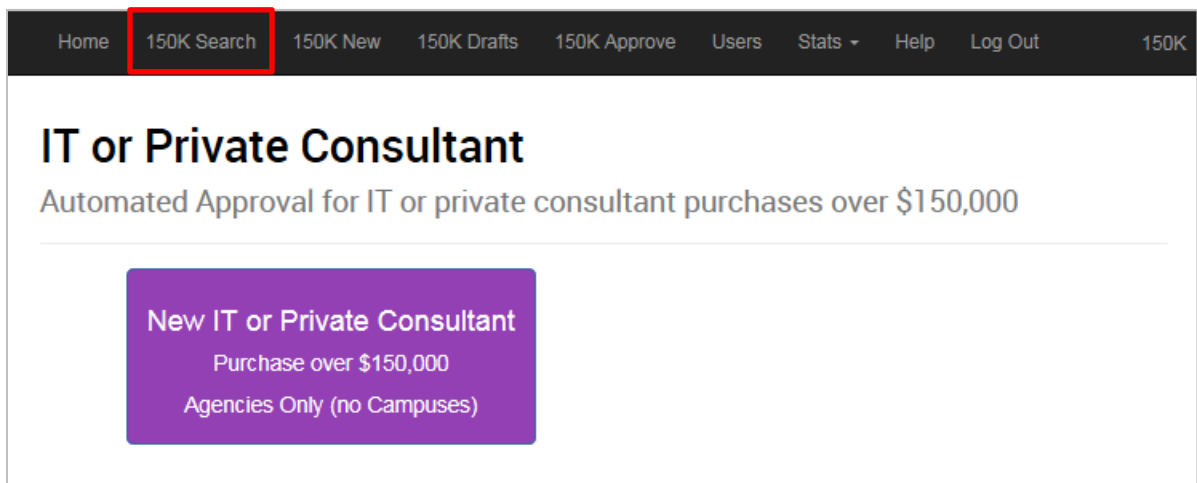 Home 150K Search 150K New 150K Drafts 150K Approve Users Stats Help Log Out 150K
IT or Private Consultant
Automated Approval for IT or private consultant purchases over $150,000
New IT or Private Consultant
Purchase over $150,000
Agencies Only (no Campuses)